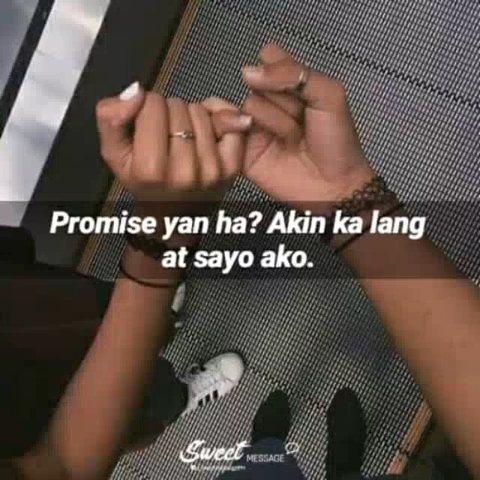 Promise yan ha? Akin ka lang
at sayo ako.
Sweet MESSAGE